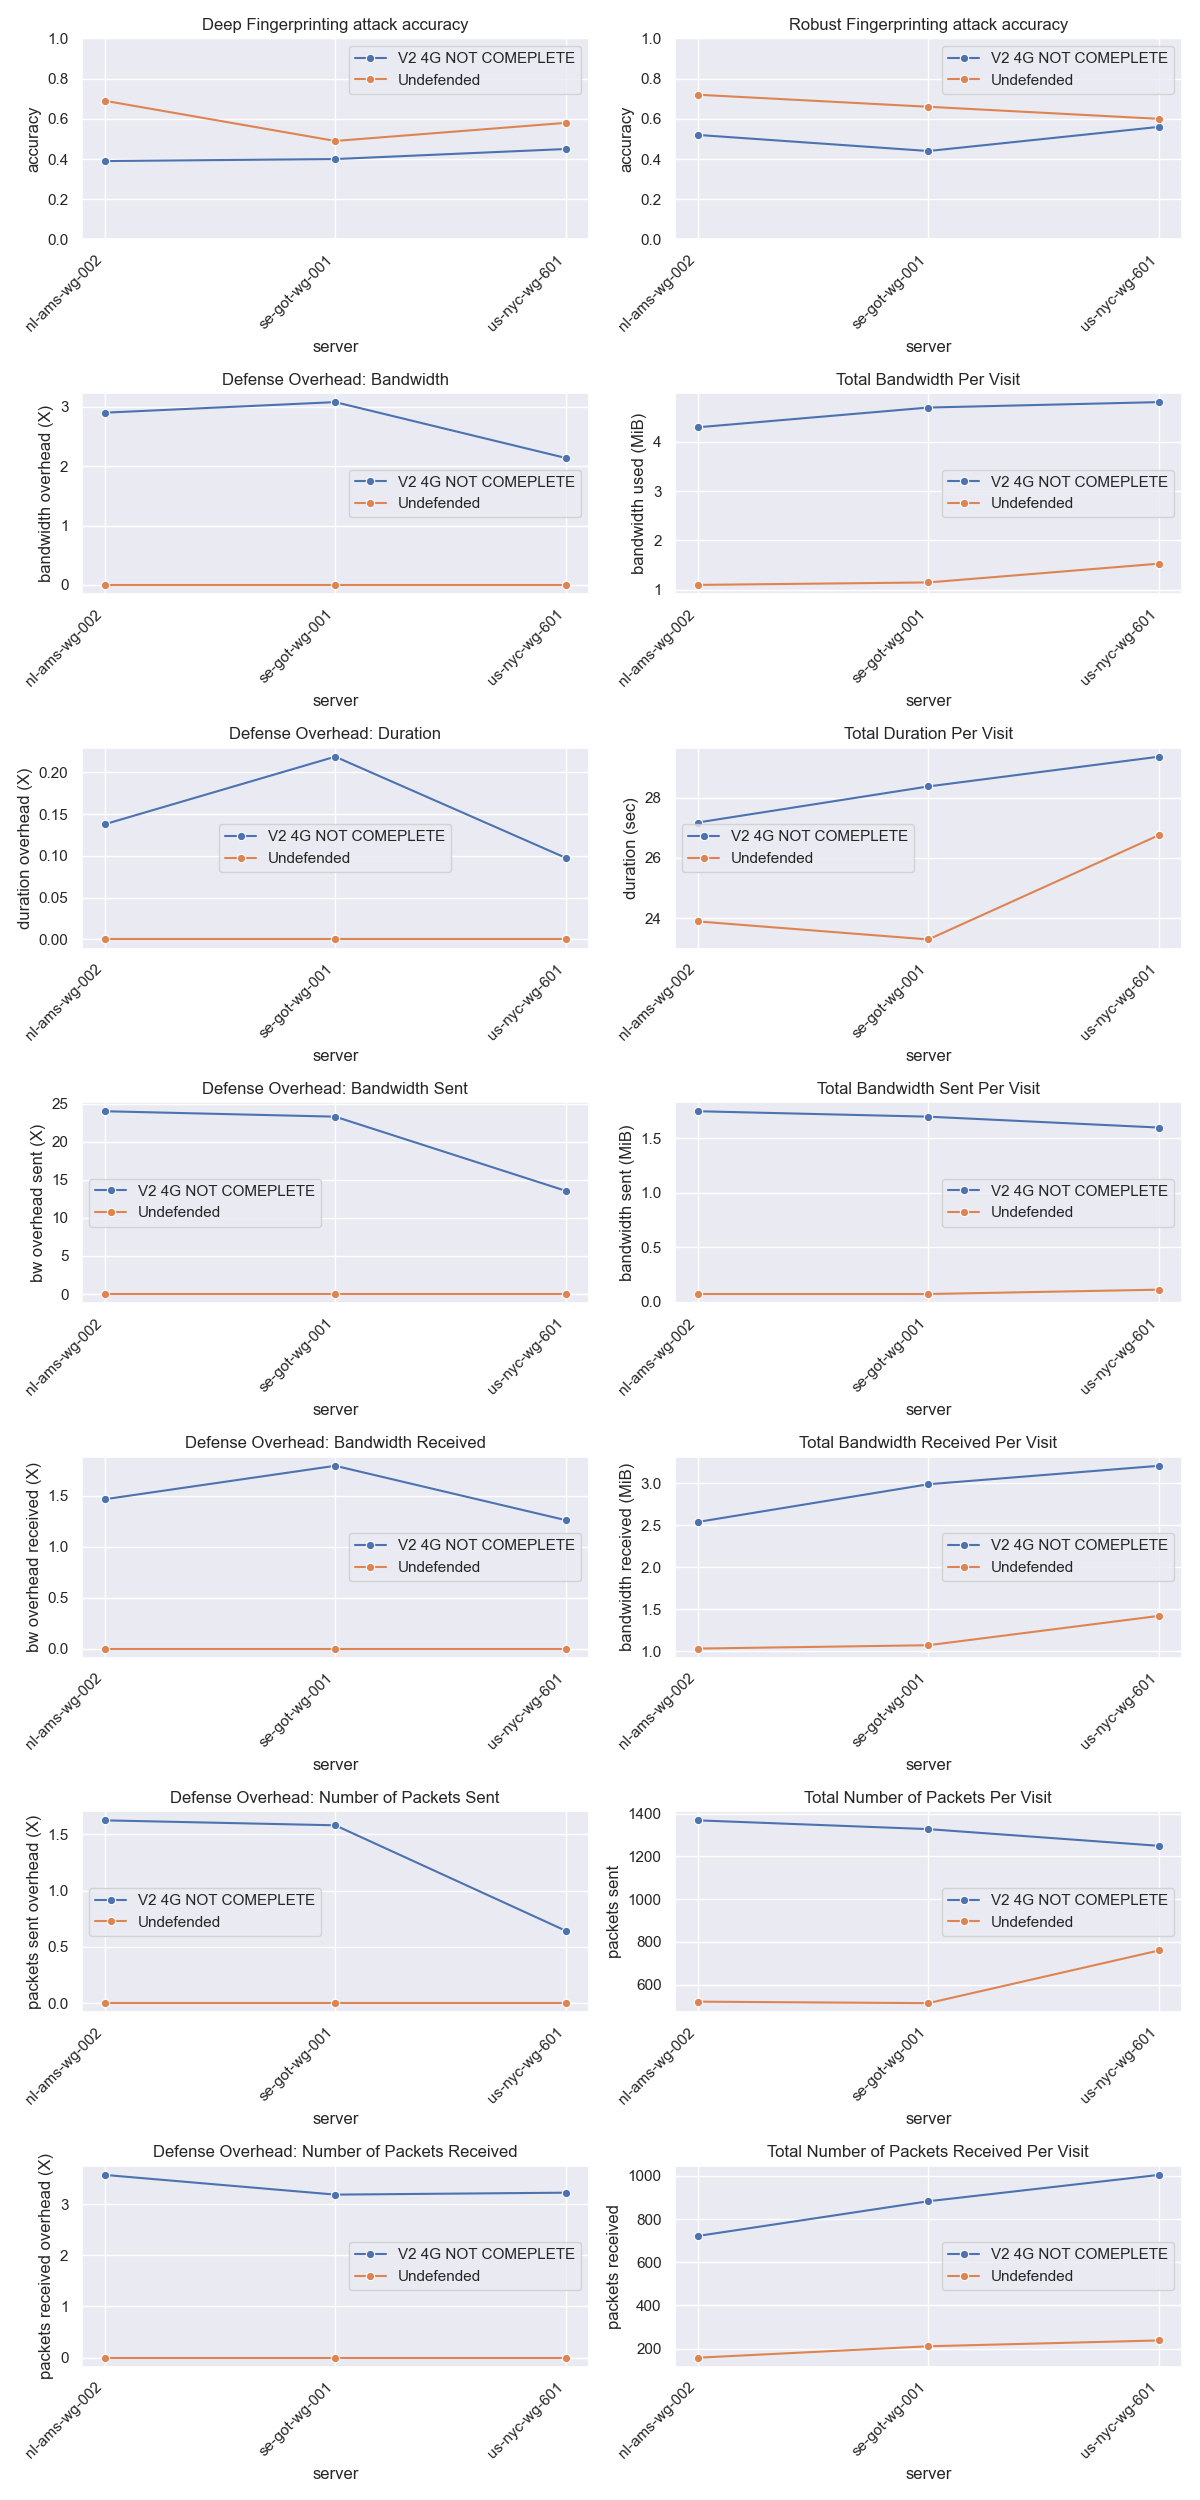 Deep Fingerprinting attack accuracy
accuracy
1.0
0.8
0.6
0.4
0.2
0.0
V2 4G NOT COMEPLETE
Undefended
nl-ams-wg-002
se-got-wg-001
us-nyc-wg-601
server
Robust Fingerprinting attack accuracy
accuracy
1.0
0.8
0.6
0.4
0.2
0.0
V2 4G NOT COMEPLETE
Undefended
nl-ams-wg-002
se-got-wg-001
us-nyc-wg-601
server
Defense Overhead: Bandwidth
bandwidth overhead (X)
3
2
1
0
V2 4G NOT COMEPLETE
Undefended
nl-ams-wg-002
se-got-wg-001
us-nyc-wg-601
server
Total Bandwidth Per Visit
bandwidth used (MiB)
4
3
2
1
V2 4G NOT COMEPLETE
Undefended
nl-ams-wg-002
se-got-wg-001
us-nyc-wg-601
server
Defense Overhead: Duration
duration overhead (X)
0.20
0.15
0.10
0.05
0.00
V2 4G NOT COMEPLETE
Undefended
nl-ams-wg-002
se-got-wg-001
us-nyc-wg-601
server
Total Duration Per Visit
duration (sec)
28
26
24
V2 4G NOT COMEPLETE
Undefended
nl-ams-wg-002
se-got-wg-001
us-nyc-wg-601
server
Defense Overhead: Bandwidth Sent
bw overhead sent (X)
25
20
15
10
5
0
V2 4G NOT COMEPLETE
Undefended
nl-ams-wg-002
se-got-wg-001
us-nyc-wg-601
server
Total Bandwidth Sent Per Visit
bandwidth sent (MiB)
1.5
1.0
0.5
0.0
V2 4G NOT COMEPLETE
Undefended
nl-ams-wg-002
se-got-wg-001
us-nyc-wg-601
server
Defense Overhead: Bandwidth Received
bw overhead received (X)
1.5
1.0
0.5
0.0
V2 4G NOT COMEPLETE
Undefended
nl-ams-wg-002
se-got-wg-001
us-nyc-wg-601
server
Total Bandwidth Received Per Visit
bandwidth received (MiB)
3.0
2.5
2.0
1.5
1.0
V2 4G NOT COMEPLETE
Undefended
nl-ams-wg-002
se-got-wg-001
us-nyc-wg-601
server
Defense Overhead: Number of Packets Sent
packets sent overhead (X)
1.5
1.0
0.5
0.0
V2 4G NOT COMEPLETE
Undefended
nl-ams-wg-002
se-got-wg-001
us-nyc-wg-601
server
Total Number of Packets Per Visit
packets sent
1400
1200
1000
800
600
V2 4G NOT COMEPLETE
Undefended
nl-ams-wg-002
se-got-wg-001
us-nyc-wg-601
server
Defense Overhead: Number of Packets Received
packets received overhead (X)
3
2
1
0
V2 4G NOT COMEPLETE
Undefended
nl-ams-wg-002
se-got-wg-001
us-nyc-wg-601
server
Total Number of Packets Received Per Visit
packets received
1000
800
600
400
200
V2 4G NOT COMEPLETE
Undefended
nl-ams-wg-002
se-got-wg-001
us-nyc-wg-601
server